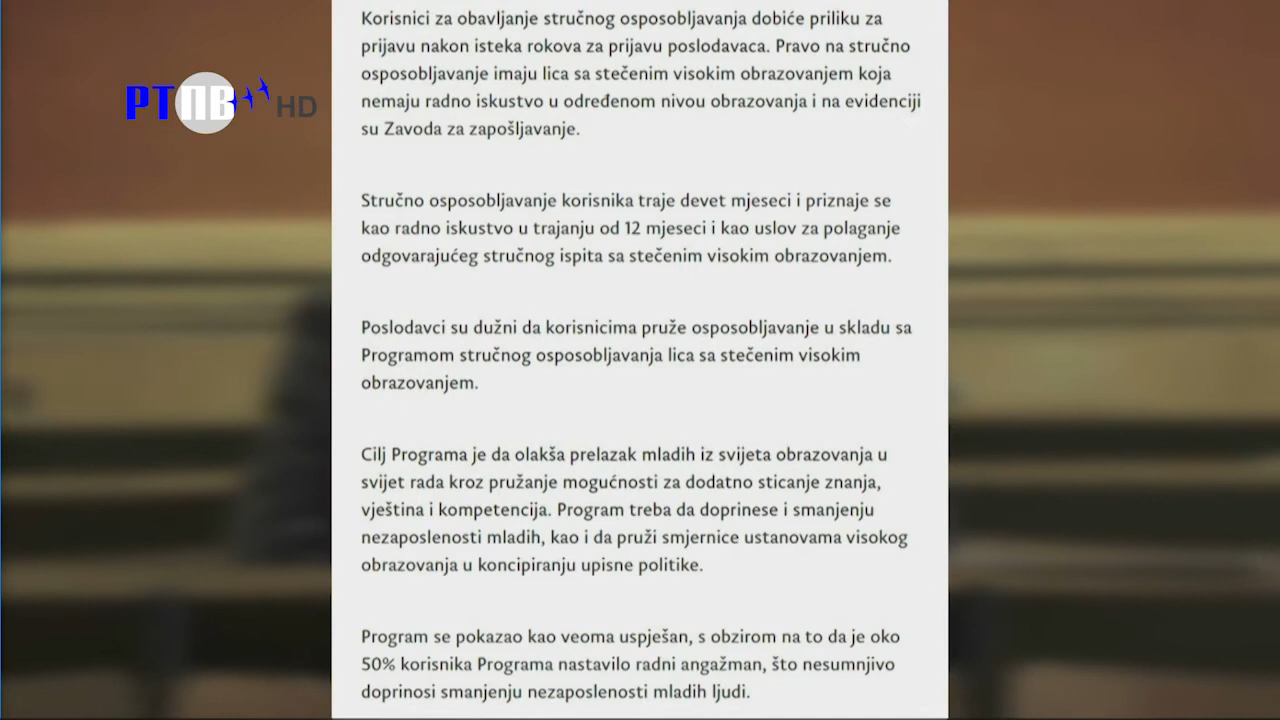 Korisnici za obavljanje stručnog osposobljavanja dobiće priliku za
prijavu nakon isteka rokova za prijavu poslodavaca. Pravo na stručno
osposobljavanje imaju lica sa stečenim visokim obrazovanjem koja
nemaju radno iskustvo u određenom nivou obrazovanja i na evidenciji
su Zavoda za zapošljavanje.
РТПВ HD
Stručno osposobljavanje korisnika traje devet mjeseci i priznaje se
kao radno iskustvo u trajanju od 12 mjeseci i kao uslov za polaganje
odgovarajućeg stručnog ispita sa stečenim visokim obrazovanjem.
Poslodavci su dužni da korisnicima pruže osposobljavanje u skladu sa
Programom stručnog osposobljavanja lica sa stečenim visokim
obrazovanjem.
Cilj Programa je da olakša prelazak mladih iz svijeta obrazovanja u
svijet rada kroz pružanje mogućnosti za dodatno sticanje znanja,
vještina i kompetencija. Program treba da doprinese i smanjenju
nezaposlenosti mladih, kao i da pruži smjernice ustanovama visokog
obrazovanja u koncipiranju upisne politike.
Program se pokazao kao veoma uspješan, s obzirom na to da je oko
50% korisnika Programa nastavilo radni angažman, što nesumnjivo
doprinosi smanjenju nezaposlenosti mladih ljudi.